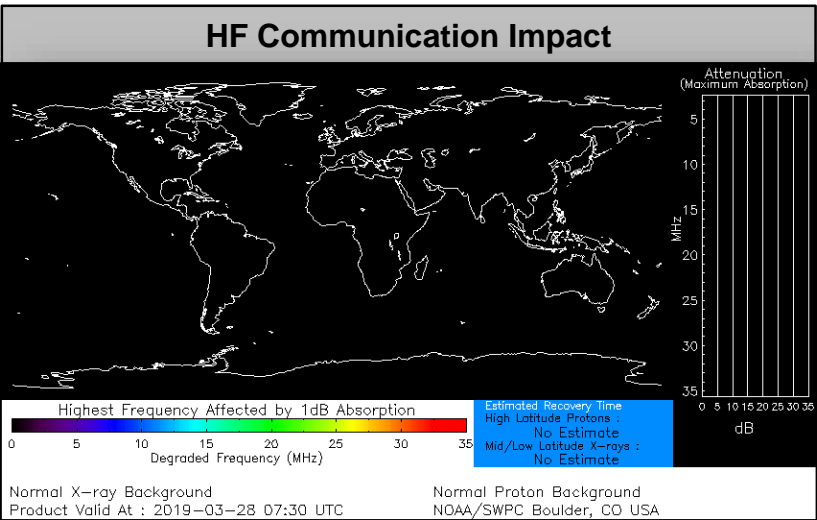 HF Communication Impact
Attenuation
(Maximum Absorption)
5
10
15
MHz
20
25
30
35
0 5 10 15 20 25 30 35
dB
Highest Frequency Affected by 1dB Absorption
0 5 10 15 20 25 30 35
Degraded Frequency (MHz)
Estimated Recovery Time
High Latitude Protons :
No Estimate
Mid/Low Latitude X-rays :
No Estimate
Normal X-ray Background
Product Valid At : 2019-03-28 07:30 UTC
Normal Proton Background
NOAA/SWPC Boulder, CO USA